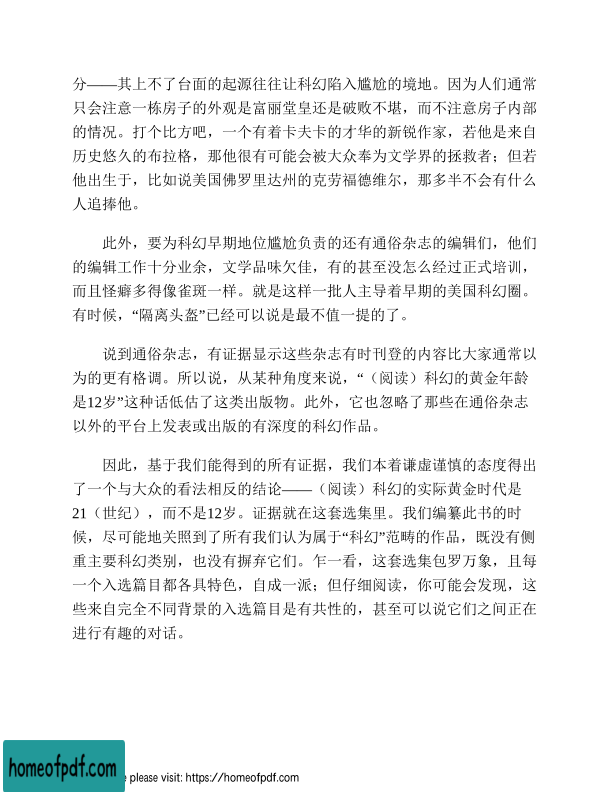 分——其上不了台面的起源往往让科幻陷入尴尬的境地。因为人们通常
只会注意一栋房子的外观是富丽堂皇还是破败不堪，而不注意房子内部
的情况。打个比方吧，一个有着卡夫卡的才华的新锐作家，若他是来自
历史悠久的布拉格，那他很有可能会被大众奉为文学界的拯救者；但若
他出生于，比如说美国佛罗里达州的克劳福德维尔，那多半不会有什么
人追捧他。
此外，要为科幻早期地位尴尬负责的还有通俗杂志的编辑们，他们
的编辑工作十分业余，文学品味欠佳，有的甚至没怎么经过正式培训，
而且怪癖多得像雀斑一样。就是这样一批人主导着早期的美国科幻圈。
有时候，“隔离头盔”已经可以说是最不值一提的了。
说到通俗杂志，有证据显示这些杂志有时刊登的内容比大家通常以
为的更有格调。所以说，从某种角度来说，“（阅读）科幻的黄金年龄
是12岁”这种话低估了这类出版物。此外，它也忽略了那些在通俗杂志
以外的平台上发表或出版的有深度的科幻作品。
因此，基于我们能得到的所有证据，我们本着谦虚谨慎的态度得出
了一个与大众的看法相反的结论——（阅读）科幻的实际黄金时代是
21（世纪），而不是12岁。证据就在这套选集里。我们编纂此书的时
候，尽可能地关照到了所有我们认为属于“科幻”范畴的作品，既没有侧
重主要科幻类别，也没有摒弃它们。乍一看，这套选集包罗万象，且每
一个入选篇目都各具特色，自成一派；但仔细阅读，你可能会发现，这
些来自完全不同背景的入选篇目是有共性的，甚至可以说它们之间正在
进行有趣的对话。
homeofpdf.com
please visit: https://homeofpdf.com